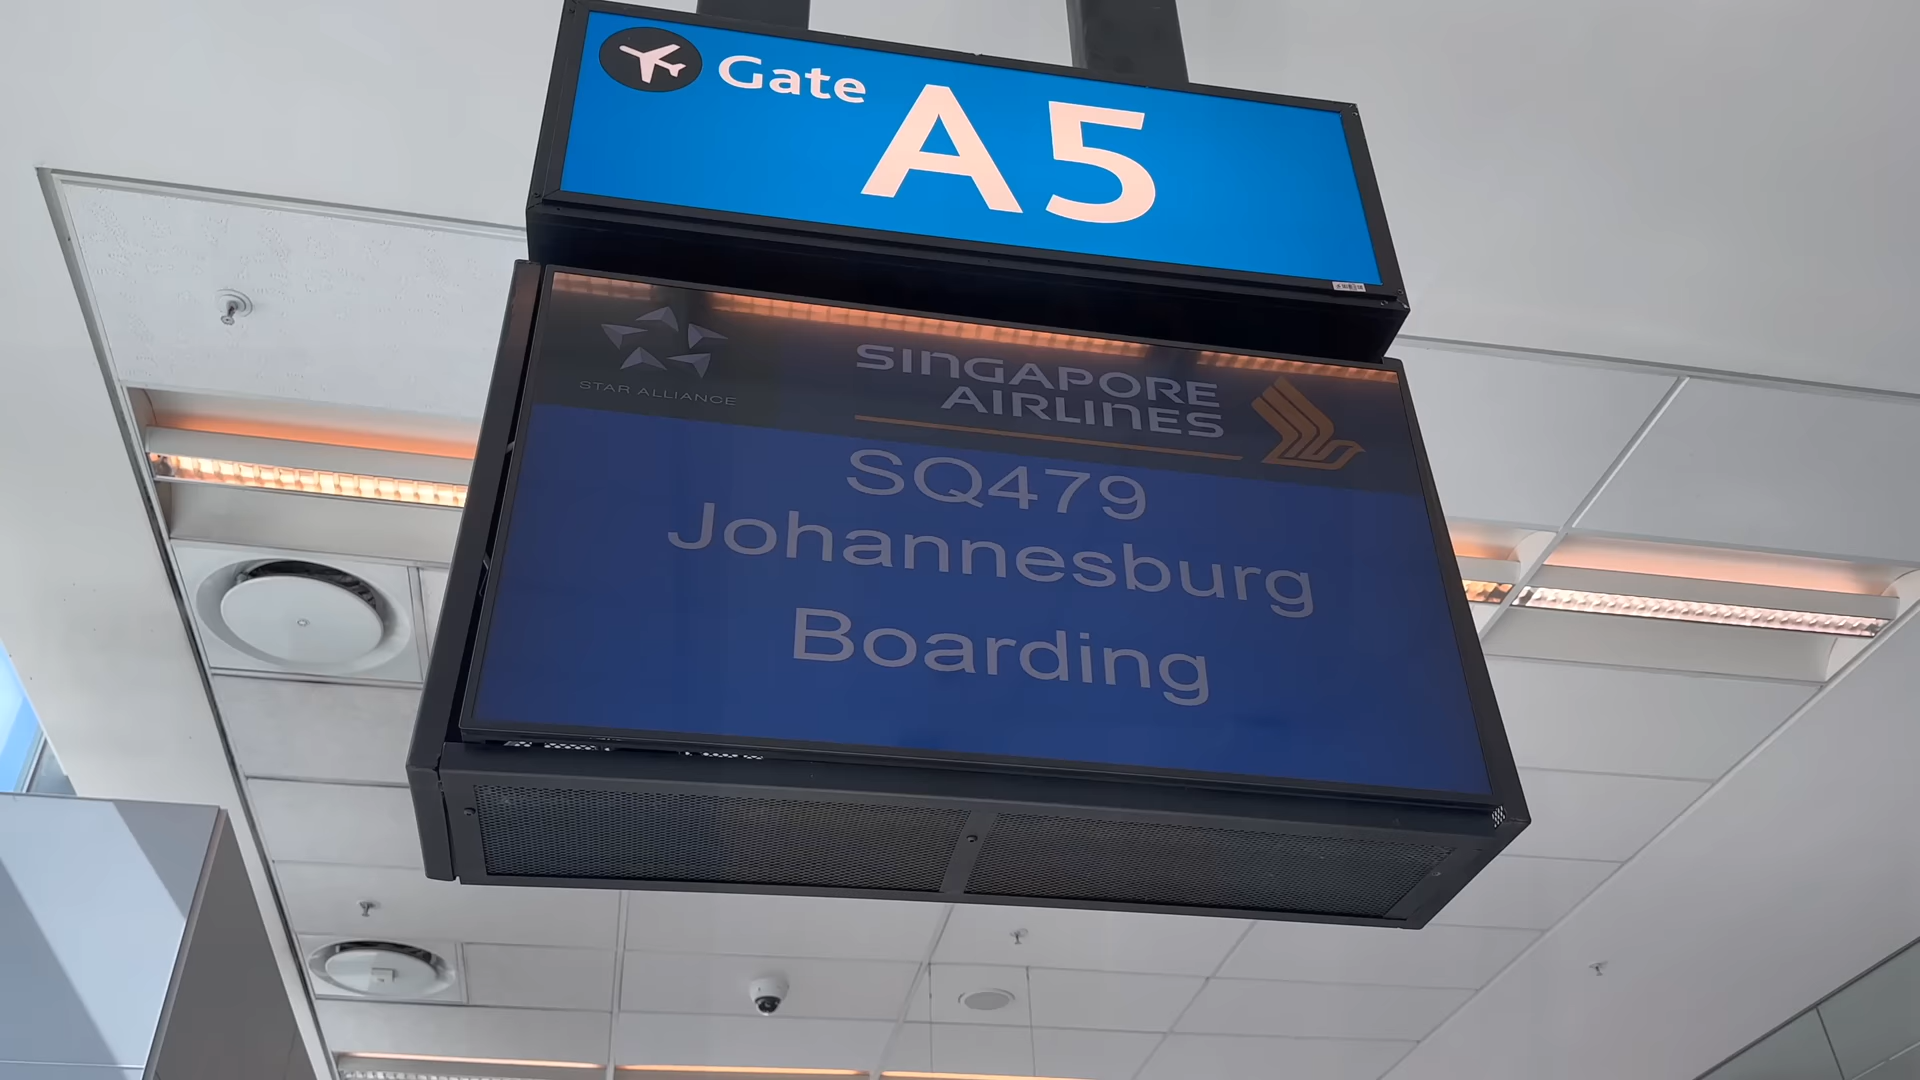 Gate A5
STAR ALLIANCE
SINGAPORE
AIRLINES
SQ479
Johannesburg
Boarding